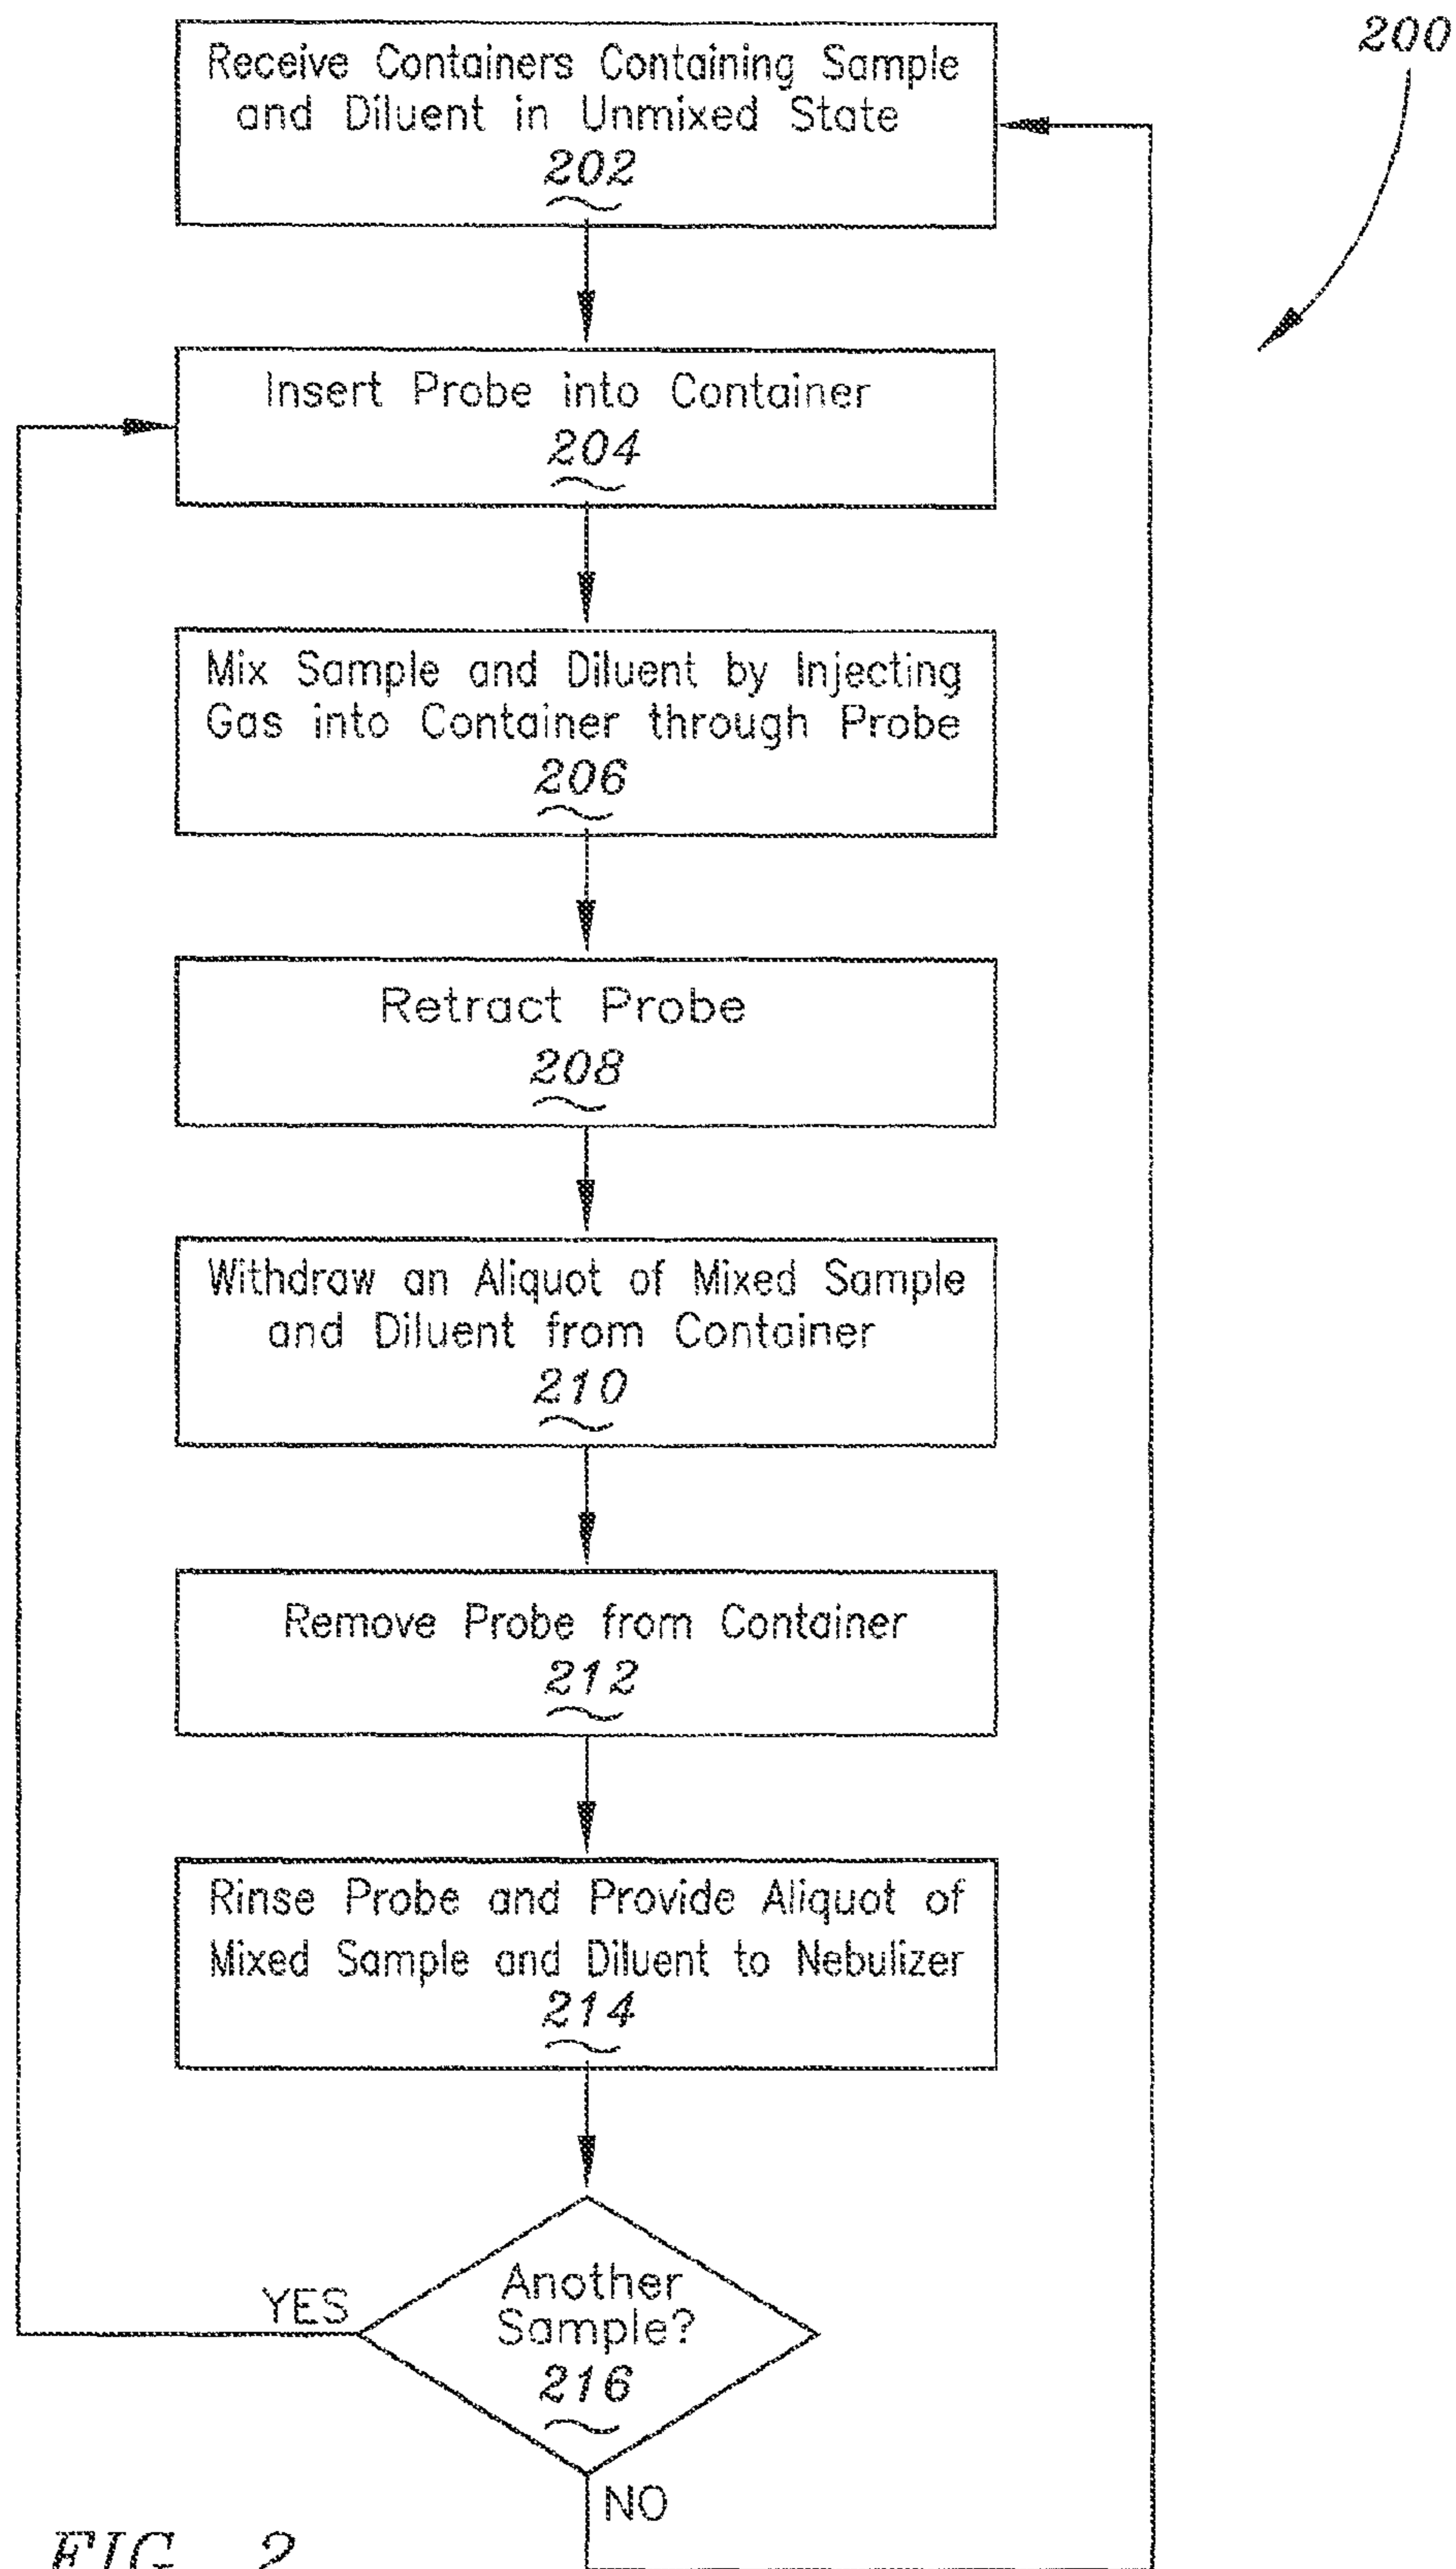 200
Receive Containers Containing Sample
and Diluent in Unmixed State
202
Insert Probe into Container
204
Mix Sample and Diluent by Injecting
Gas into Container through Probe
206
Retract Probe
208
Withdraw an Aliquot of Mixed Sample
and Diluent from Container
210
Remove Probe from Container
212
Rinse Probe and Provide Aliquot of
Mixed Sample and Diluent to Nebulizer
214
Another
Sample?
216
YES
NO
FIG. 2